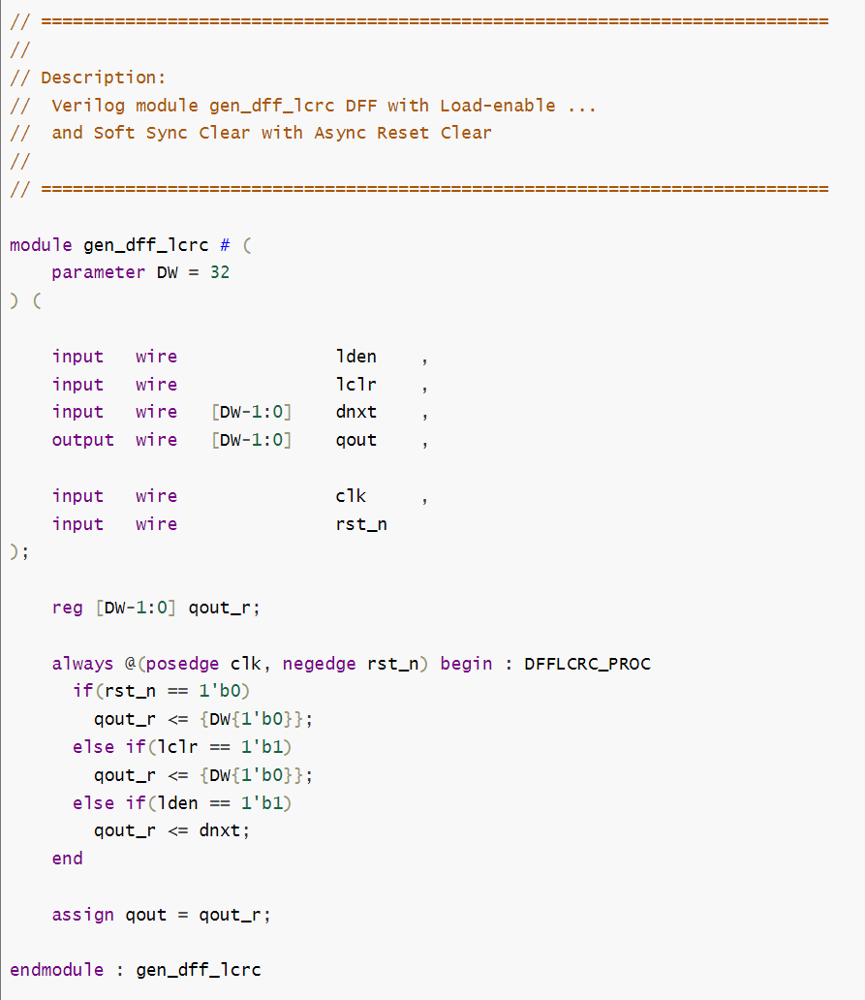 // ===========================================================================
//
// Description:
//  Verilog module gen_dff_lcrc DFF with Load-enable ...
//  and Soft Sync Clear with Async Reset Clear
//
// ===========================================================================
module gen_dff_lcrc # (
    parameter DW = 32
) (
    input   wire               lden    ,
    input   wire               lclr    ,
    input   wire   [DW-1:0]    dnxt    ,
    output  wire   [DW-1:0]    qout    ,
    input   wire               clk     ,
    input   wire               rst_n
);
    reg [DW-1:0] qout_r;
    always @(posedge clk, negedge rst_n) begin : DFFLCRC_PROC
      if(rst_n == 1'b0)
        qout_r <= {DW{1'b0}};
      else if(lclr == 1'b1)
        qout_r <= {DW{1'b0}};
      else if(lden == 1'b1)
        qout_r <= dnxt;
    end
    assign qout = qout_r;
endmodule : gen_dff_lcrc